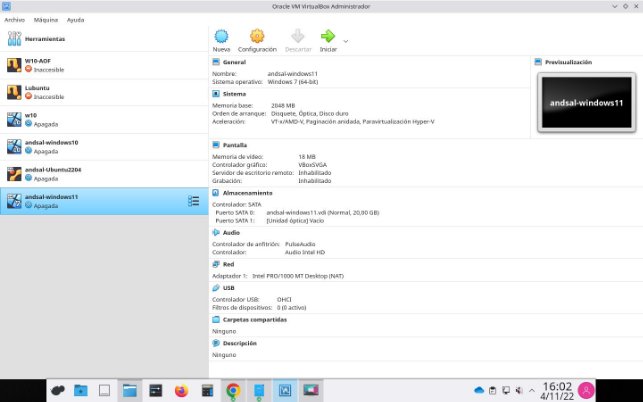 Oracle VM VirtualBox Administrador
Archivo Máquina Ayuda
Herramientas
W10-AOF
Inaccesible
Lubuntu
Inaccesible
w10
Apagada
andsal-windows10
Apagada
andsal-Ubuntu2204
Apagada
andsal-windows11
Apagada
Nueva Configuración Descartar Iniciar
General
Nombre: andsal-windows11
Sistema operativo: Windows 7 (64-bit)
Sistema
Memoria base: 2048 MB
Orden de arranque: Disquete, Óptica, Disco duro
Aceleración: VT-x/AMD-V, Paginación anidada, Paravirtualización Hyper-V
Previsualización
andsal-windows11
Pantalla
Memoria de vídeo: 18 MB
Controlador gráfico: VBoxSVGA
Servidor de escritorio remoto: Inhabilitado
Grabación: Inhabilitado
Almacenamiento
Controlador: SATA
Puerto SATA 0: andsal-windows11.vdi (Normal, 20,00 GB)
Puerto SATA 1: [Unidad óptica] Vacío
Audio
Controlador de anfitrión: PulseAudio
Controlador: Audio Intel HD
Red
Adaptador 1: Intel PRO/1000 MT Desktop (NAT)
USB
Controlador USB: OHCI
Filtros de dispositivos: 0 (0 activo)
Carpetas compartidas
Ninguno
Descripción
Ninguno
16:02
4/11/22